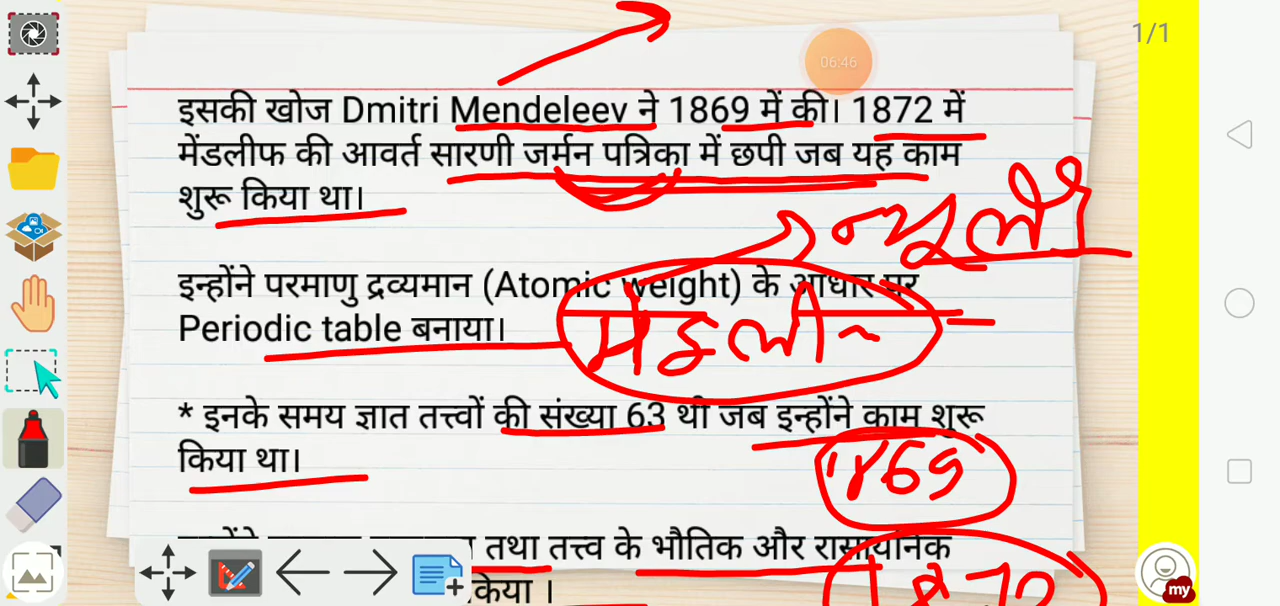 1/1
06:46
इसकी खोज Dmitri Mendeleev ने 1869 में की। 1872 में
मेंडलीफ की आवर्त सारणी जर्मन पत्रिका में छपी जब यह काम
शुरू किया था।
इन्होंने परमाणु द्रव्यमान (Atomic weight) के आधार पर
Periodic table बनाया।
* इनके समय ज्ञात तत्त्वों की संख्या 63 थी जब इन्होंने काम शुरू
किया था।
1869
तथा तत्त्व के भौतिक और रासायनिक
किया ।
my